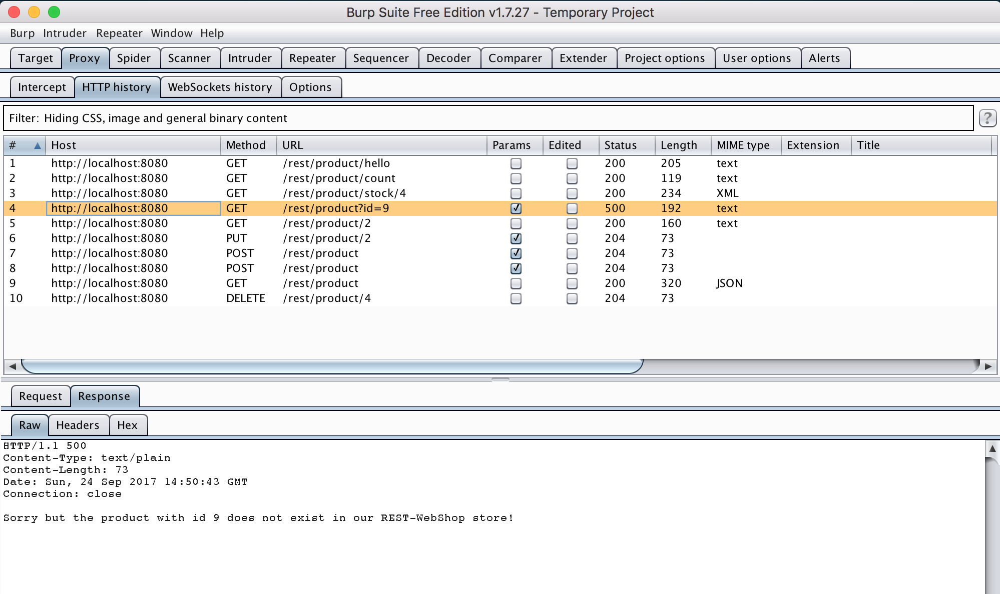 Burp Suite Free Edition v1.7.27 - Temporary Project
Burp Intruder Repeater Window Help
Target Proxy Spider Scanner Intruder Repeater Sequencer Decoder Comparer Extender Project options User options Alerts
Intercept HTTP history WebSockets history Options
Filter: Hiding CSS, image and general binary content ?
# Host Method URL Params Edited Status Length MIME type Extension Title
1 http://localhost:8080 GET /rest/product/hello 200 205 text
2 http://localhost:8080 GET /rest/product/count 200 119 text
3 http://localhost:8080 GET /rest/product/stock/4 200 234 XML
4 http://localhost:8080 GET /rest/product?id=9 500 192 text
5 http://localhost:8080 GET /rest/product/2 200 160 text
6 http://localhost:8080 PUT /rest/product/2 204 73
7 http://localhost:8080 POST /rest/product 204 73
8 http://localhost:8080 POST /rest/product 204 73
9 http://localhost:8080 GET /rest/product 200 320 JSON
10 http://localhost:8080 DELETE /rest/product/4 204 73
Request Response
Raw Headers Hex
HTTP/1.1 500
Content-Type: text/plain
Content-Length: 73
Date: Sun, 24 Sep 2017 14:50:43 GMT
Connection: close
Sorry but the product with id 9 does not exist in our REST-WebShop store!